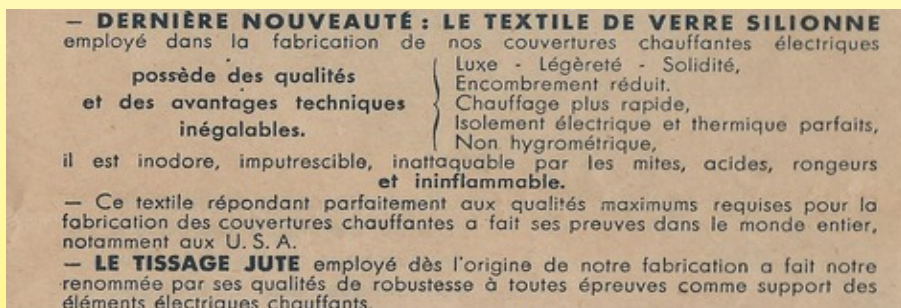 — DERNIÈRE NOUVEAUTÉ : LE TEXTILE DE VERRE SILIONNE
employé dans la fabrication de nos couvertures chauffantes électriques
possède des qualités
et des avantages techniques
inégalables.
Luxe - Légèreté - Solidité,
Encombrement réduit.
Chauffage plus rapide,
Isolement électrique et thermique parfaits,
Non hygrométrique,
il est inodore, imputrescible, inattaquable par les mites, acides, rongeurs
et ininflammable.
— Ce textile répondant parfaitement aux qualités maximums requises pour la
fabrication des couvertures chauffantes a fait ses preuves dans le monde entier,
notamment aux U. S. A.
— LE TISSAGE JUTE employé dès l'origine de notre fabrication a fait notre
renommée par ses qualités de robustesse à toutes épreuves comme support des
éléments électriques chauffants.